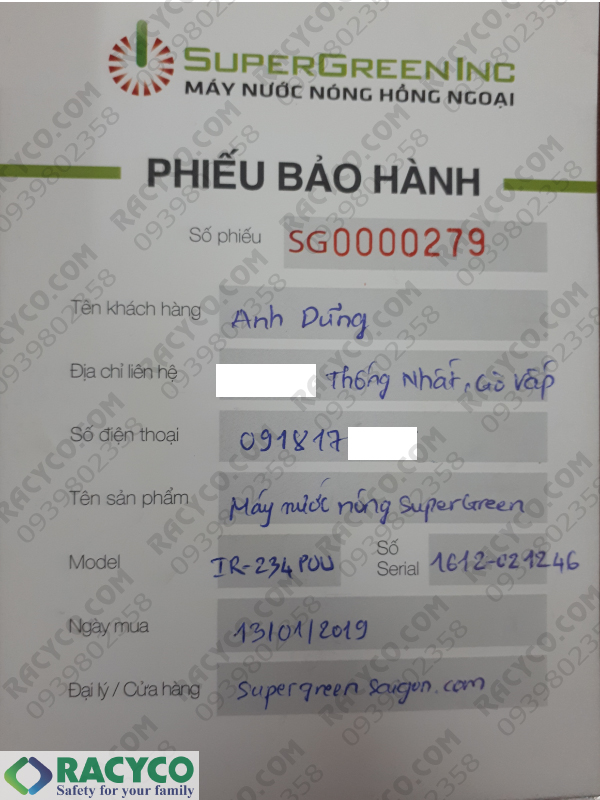 SUPERGREENINC
MÁY NƯỚC NÓNG HỒNG NGOẠI
PHIẾU BẢO HÀNH
Số phiếu SG0000279
Tên khách hàng Anh Dũng
Địa chỉ liên hệ Thống Nhất, Gò Vấp
Số điện thoại 091817
Tên sản phẩm Máy nước nóng SuperGreen
Model IR-234POU Số Serial 1612-021246
Ngày mua 13/01/2019
Đại lý / Cửa hàng Supergreen Saigon.com
RACYCO
Safety for your family
RACYCO.COM
0939802358